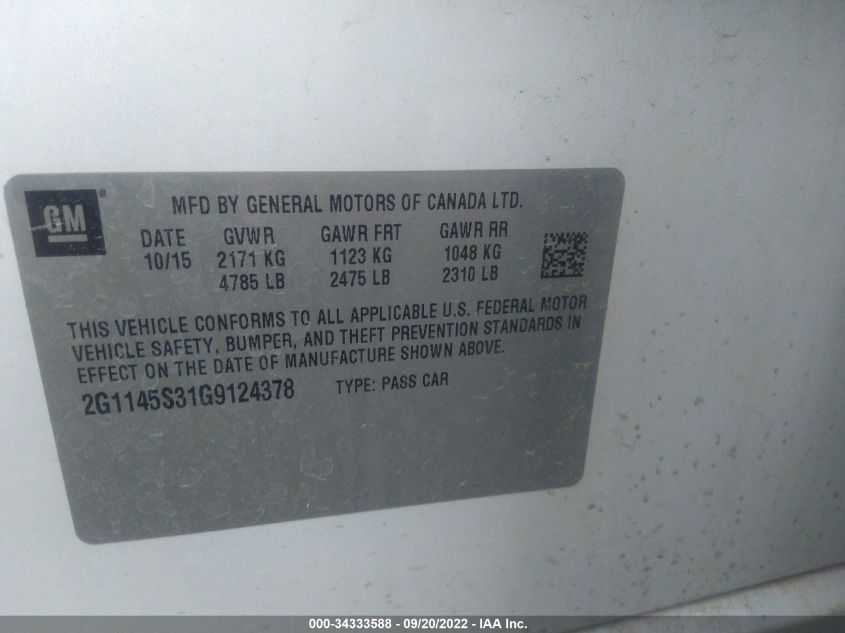 GM ®
MFD BY GENERAL MOTORS OF CANADA LTD.
DATE GVWR GAWR FRT GAWR RR
10/15 2171 KG 1123 KG 1048 KG
4785 LB 2475 LB 2310 LB
THIS VEHICLE CONFORMS TO ALL APPLICABLE U.S. FEDERAL MOTOR
VEHICLE SAFETY, BUMPER, AND THEFT PREVENTION STANDARDS IN
EFFECT ON THE DATE OF MANUFACTURE SHOWN ABOVE.
2G1145S31G9124378 TYPE: PASS CAR
000-34333588 - 09/20/2022 - IAA Inc.